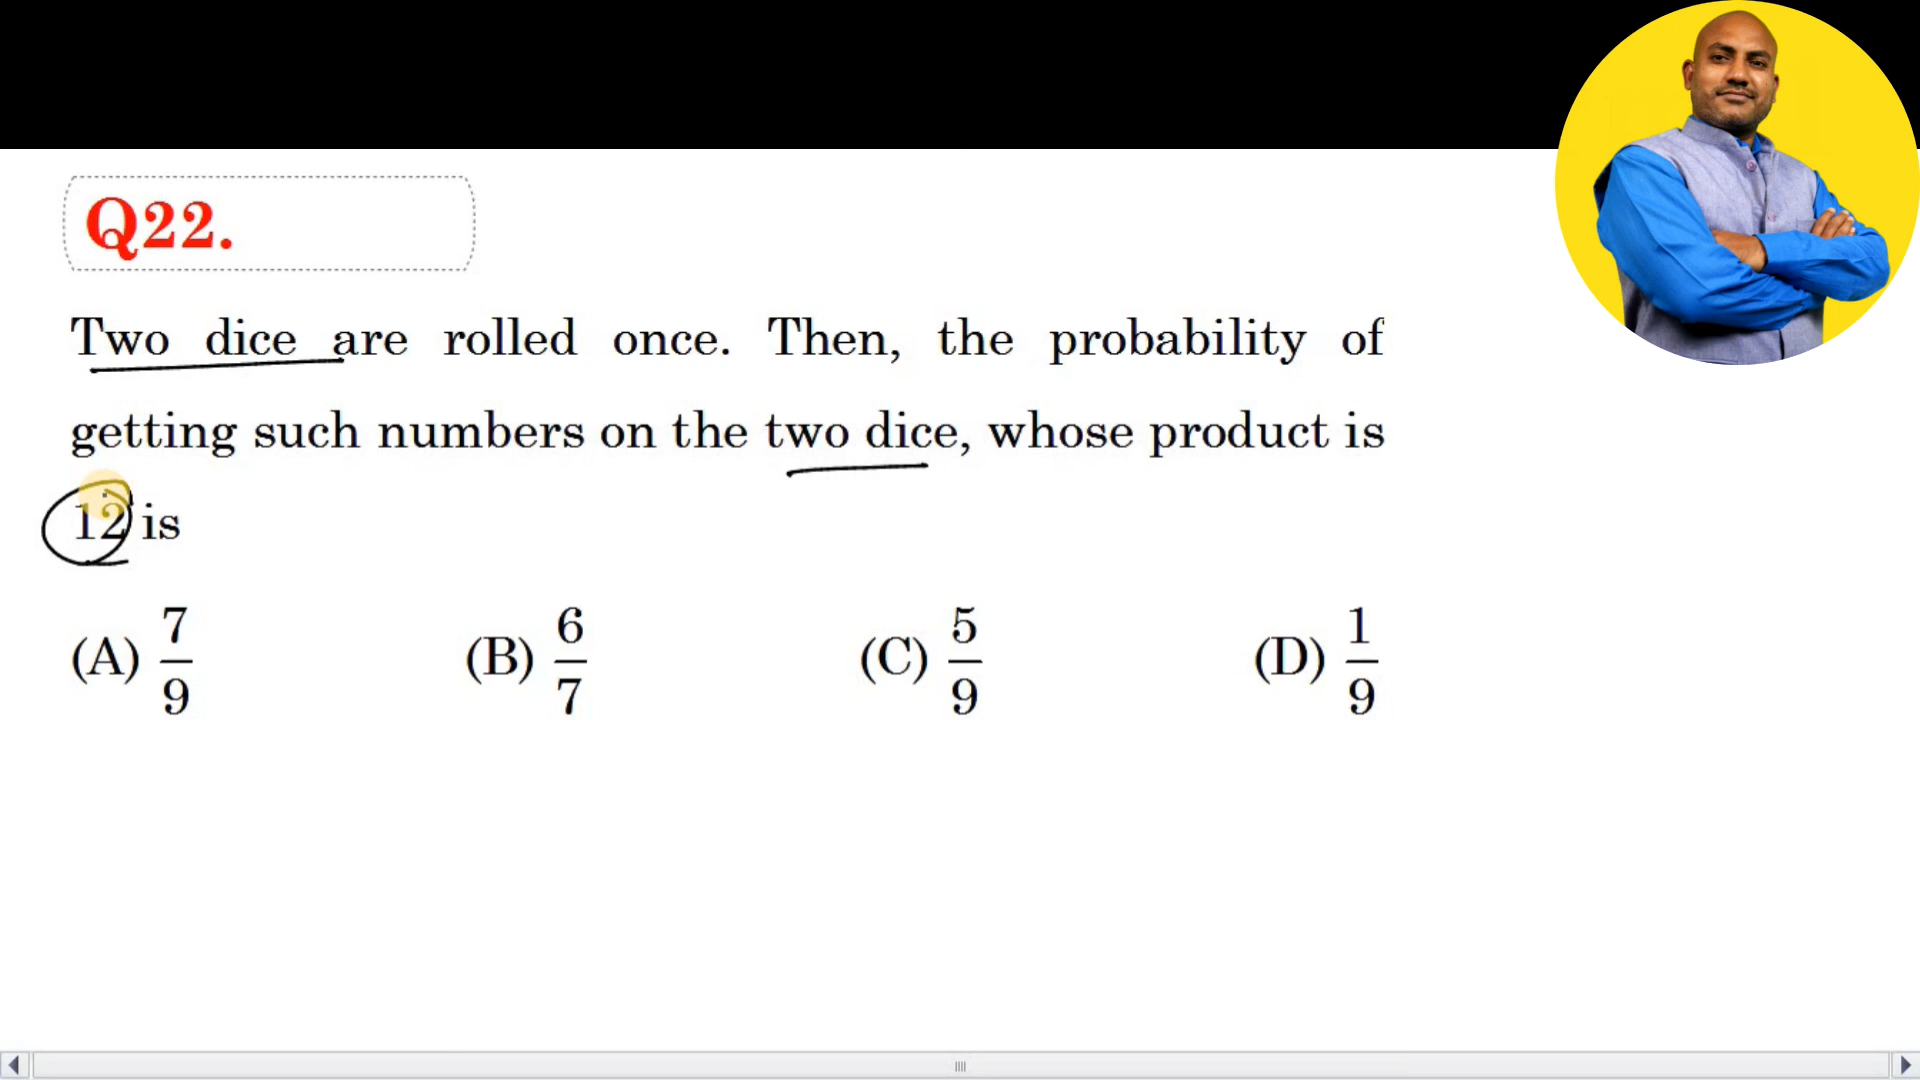 Q22.
Two dice are rolled once. Then, the probability of
getting such numbers on the two dice, whose product is
12 is
(A) 7/9 (B) 6/7 (C) 5/9 (D) 1/9